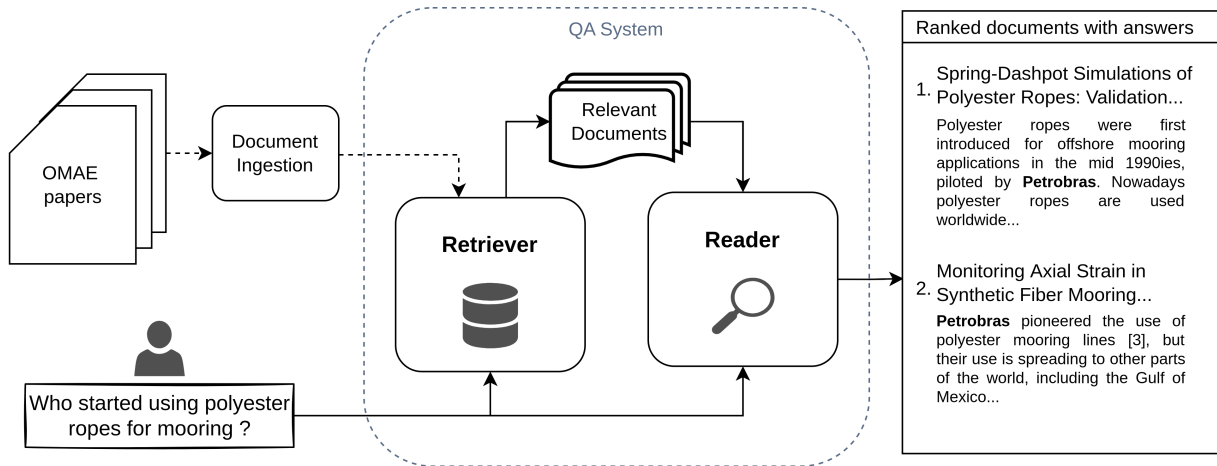 QA System
OMAE
papers
Document
Ingestion
Relevant
Documents
Retriever
Reader
Who started using polyester
ropes for mooring ?
Ranked documents with answers
1. Spring-Dashpot Simulations of
Polyester Ropes: Validation...
Polyester ropes were first
introduced for offshore mooring
applications in the mid 1990ies,
piloted by Petrobras. Nowadays
polyester ropes are used
worldwide...
2. Monitoring Axial Strain in
Synthetic Fiber Mooring...
Petrobras pioneered the use of
polyester mooring lines [3], but
their use is spreading to other parts
of the world, including the Gulf of
Mexico...